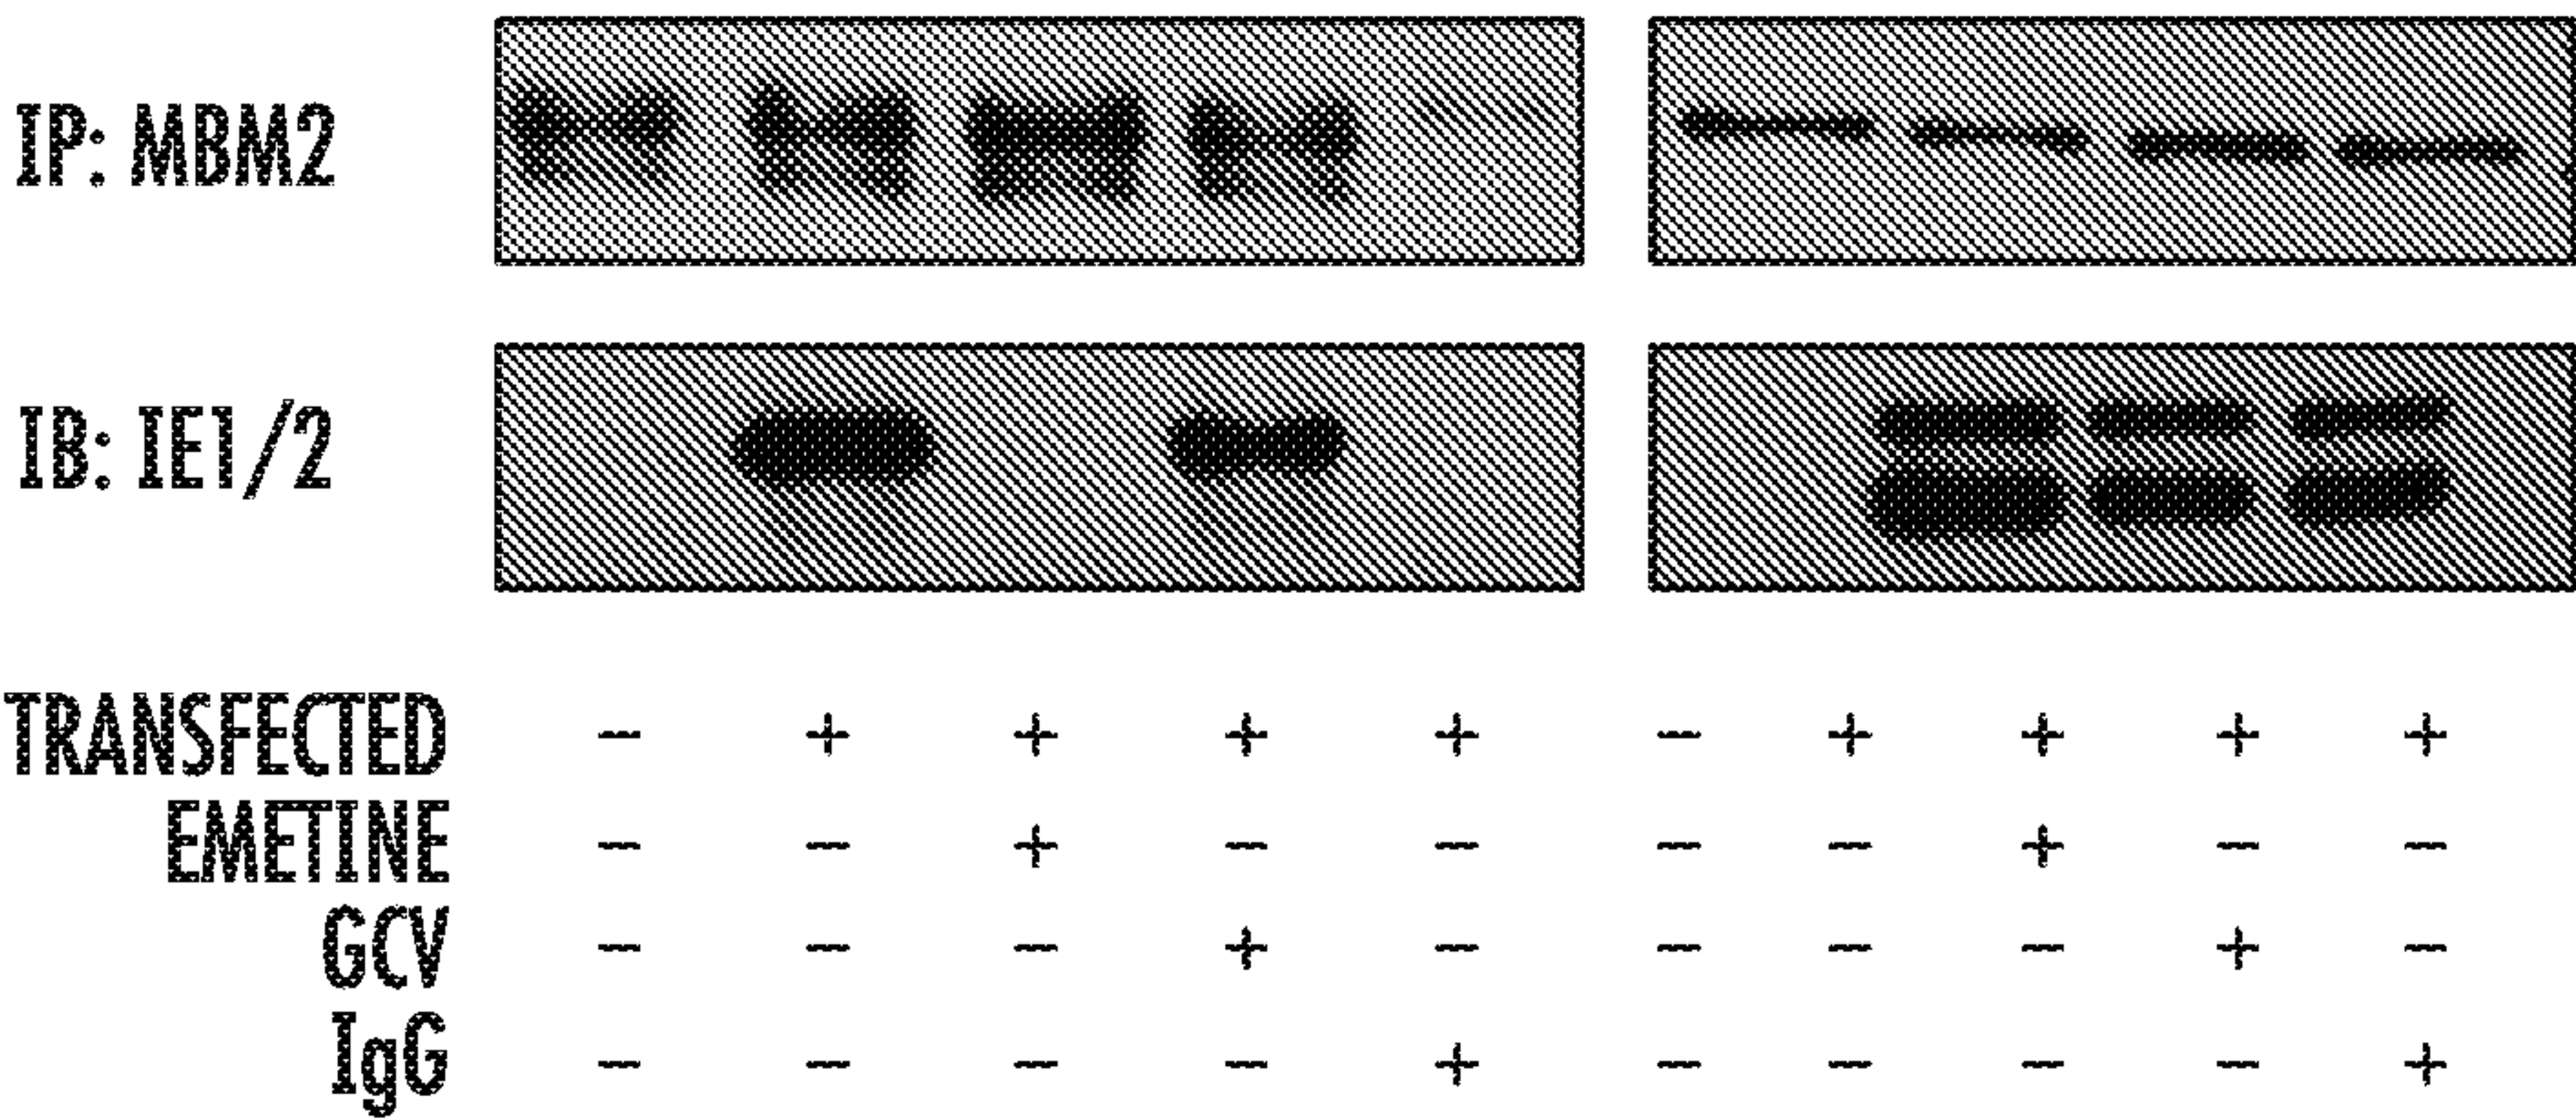 IP: MBM2
IB: IE1/2
TRANSFECTED − + + + + − + + + +
EMETINE − − + − − − − + − −
GCV − − − + − − − − + −
IgG − − − − + − − − − +